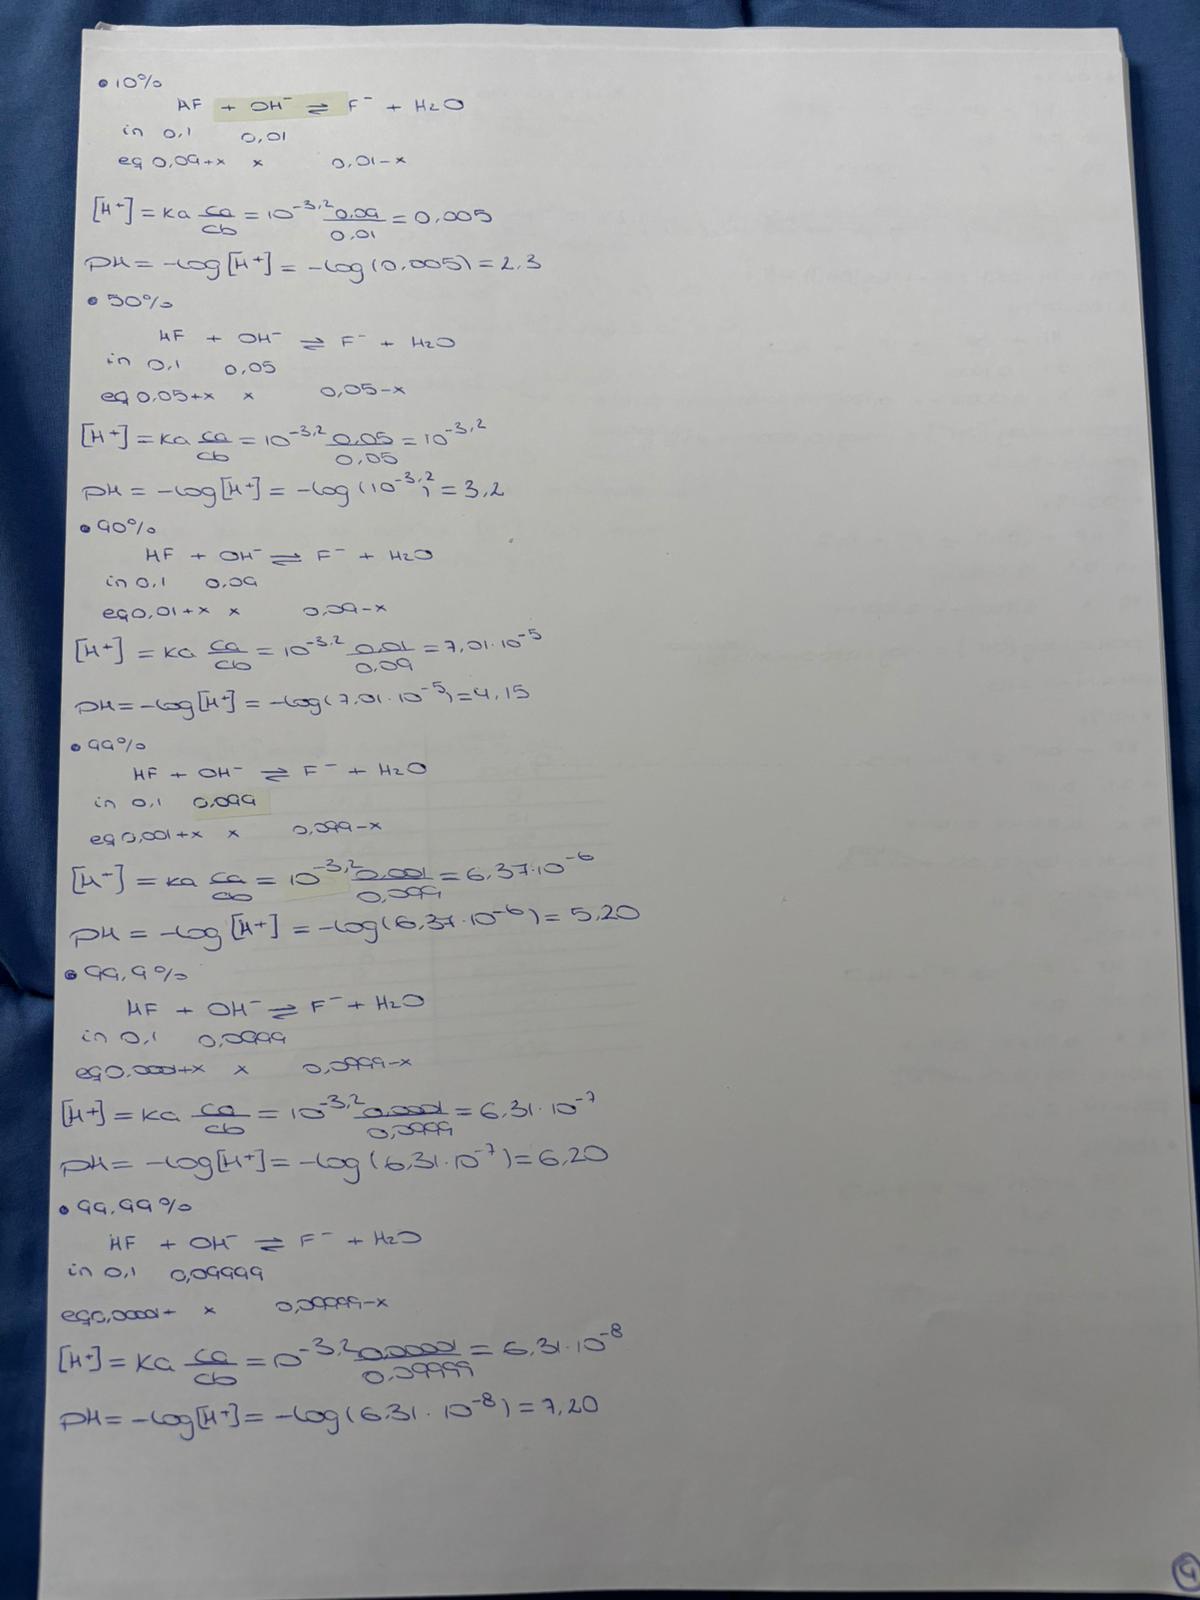 • 10%
HF + OH⁻ ⇌ F⁻ + H2O
in 0,1 0,01
eq 0,09+x x 0,01-x
[H⁺] = Ka Ca/Cb = 10^-3,2 0,09/0,01 = 0,005
pH = -log[H⁺] = -log(0,005) = 2,3
• 50%
HF + OH⁻ ⇌ F⁻ + H2O
in 0,1 0,05
eq 0,05+x x 0,05-x
[H⁺] = Ka Ca/Cb = 10^-3,2 0,05/0,05 = 10^-3,2
pH = -log[H⁺] = -log(10^-3,2) = 3,2
• 90%
HF + OH⁻ ⇌ F⁻ + H2O
in 0,1 0,09
eq 0,01+x x 0,09-x
[H⁺] = Ka Ca/Cb = 10^-3,2 0,01/0,09 = 7,01·10^-5
pH = -log[H⁺] = -log(7,01·10^-5) = 4,15
• 99%
HF + OH⁻ ⇌ F⁻ + H2O
in 0,1 0,099
eq 0,001+x x 0,099-x
[H⁺] = Ka Ca/Cb = 10^-3,2 0,001/0,099 = 6,37·10^-6
pH = -log[H⁺] = -log(6,37·10^-6) = 5,20
• 99,9%
HF + OH⁻ ⇌ F⁻ + H2O
in 0,1 0,0999
eq 0,0001+x x 0,0999-x
[H⁺] = Ka Ca/Cb = 10^-3,2 0,0001/0,0999 = 6,31·10^-7
pH = -log[H⁺] = -log(6,31·10^-7) = 6,20
• 99,99%
HF + OH⁻ ⇌ F⁻ + H2O
in 0,1 0,09999
eq 0,00001+ x 0,09999-x
[H⁺] = Ka Ca/Cb = 10^-3,2 0,00001/0,09999 = 6,31·10^-8
pH = -log[H⁺] = -log(6,31·10^-8) = 7,20